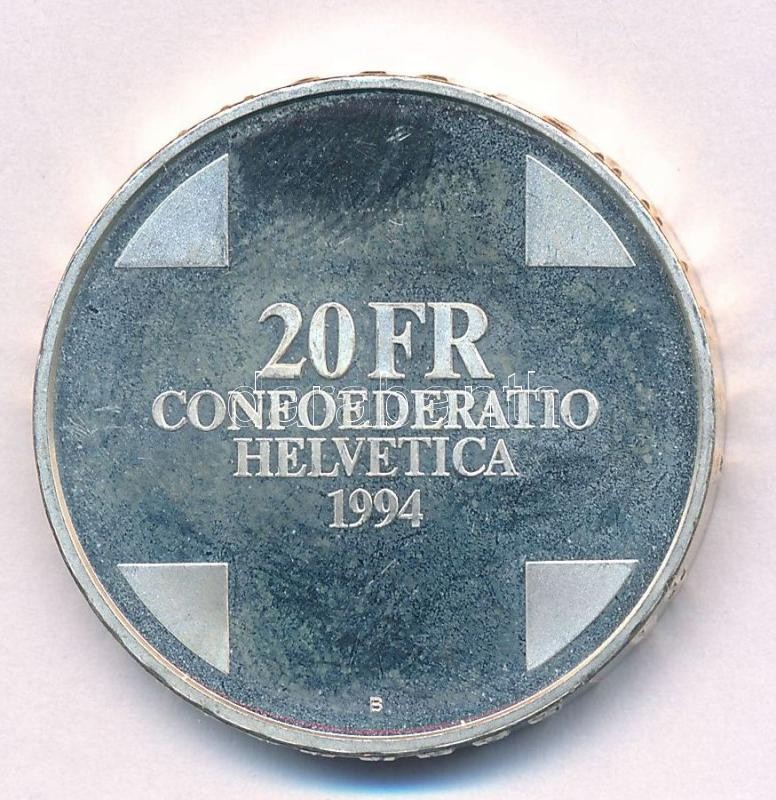 20 FR
CONFOEDERATIO
HELVETICA
1994
B